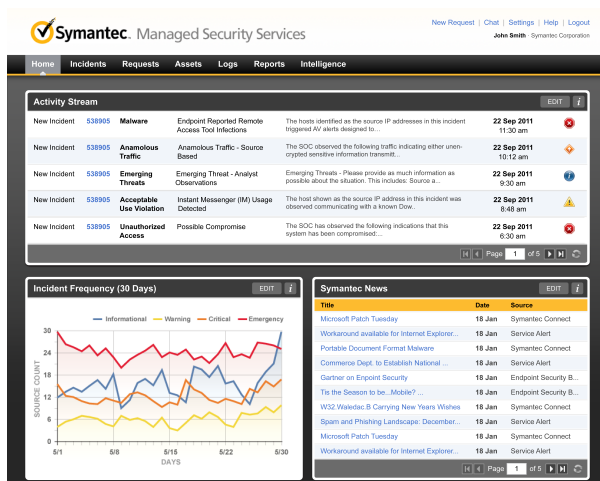 New Request | Chat | Settings | Help | Logout
Symantec. Managed Security Services
John Smith - Symantec Corporation
Home Incidents Requests Assets Logs Reports Intelligence
Activity Stream EDIT i
New Incident 538905 Malware Endpoint Reported Remote The hosts identified as the source IP addresses in this incident 22 Sep 2011
Access Tool Infections triggered AV alerts designed to... 11:30 am
New Incident 538905 Anamolous Anamolous Traffic - Source The SOC observed the following traffic indicating either unen- 22 Sep 2011
Traffic Based crypted sensitive information transmitt... 10:12 am
New Incident 538905 Emerging Emerging Threat - Analyst Emerging Threats - Please provide as much information as 22 Sep 2011
Threats Observations possible about the situation. This includes: Source a... 9:30 am
New Incident 538905 Acceptable Instant Messenger (IM) Usage The host shown as the source IP address in this incident was 22 Sep 2011
Use Violation Detected observed communicating with a known Dow.. 8:48 am
New Incident 538905 Unauthorized Possible Compromise The SOC has observed the following indications that this 22 Sep 2011
Access system has been compromised:... 6:30 am
Page 1 of 5
Incident Frequency (30 Days) EDIT i
Informational Warning Critical Emergency
30
24
18
12
6
0
SOURCE COUNT
5/1 5/8 5/15 5/22 5/30
DAYS
Symantec News EDIT i
Title Date Source
Microsoft Patch Tuesday 18 Jan Symantec Connect
Workaround available for Internet Explorer... 18 Jan Service Alert
Portable Document Format Malware 18 Jan Symantec Connect
Commerce Dept. to Establish National ... 18 Jan Service Alert
Gartner on Enpoint Security 18 Jan Endpoint Security B...
Tis the Season to be...Mobile? ... 18 Jan Endpoint Security B...
W32.Waledac.B Carrying New Years Wishes 18 Jan Symantec Connect
Spam and Phishing Landscape: December... 18 Jan Service Alert
Microsoft Patch Tuesday 18 Jan Symantec Connect
Workaround available for Internet Explorer... 18 Jan Service Alert
Page 1 of 5